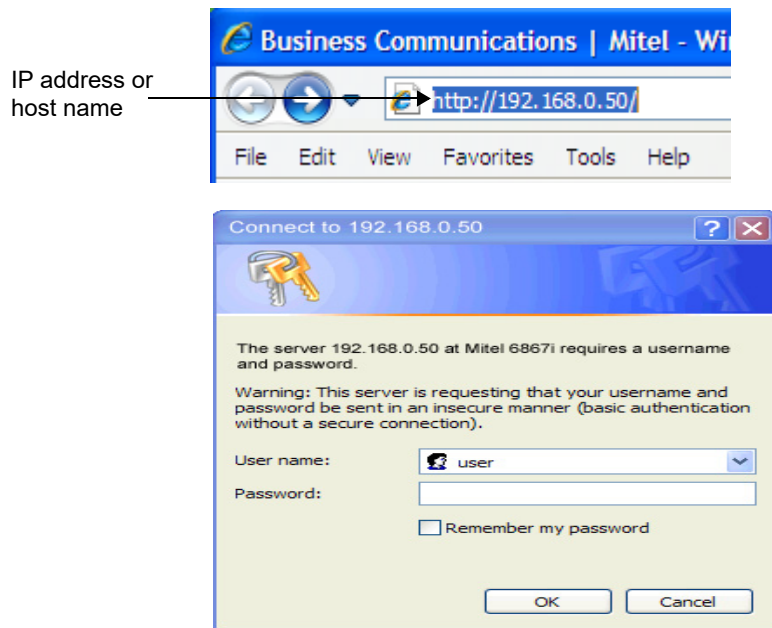 Business Communications | Mitel - Wi
IP address or
host name
http://192.168.0.50/
File Edit View Favorites Tools Help
Connect to 192.168.0.50
The server 192.168.0.50 at Mitel 6867i requires a username
and password.
Warning: This server is requesting that your username and
password be sent in an insecure manner (basic authentication
without a secure connection).
User name: user
Password:
Remember my password
OK Cancel